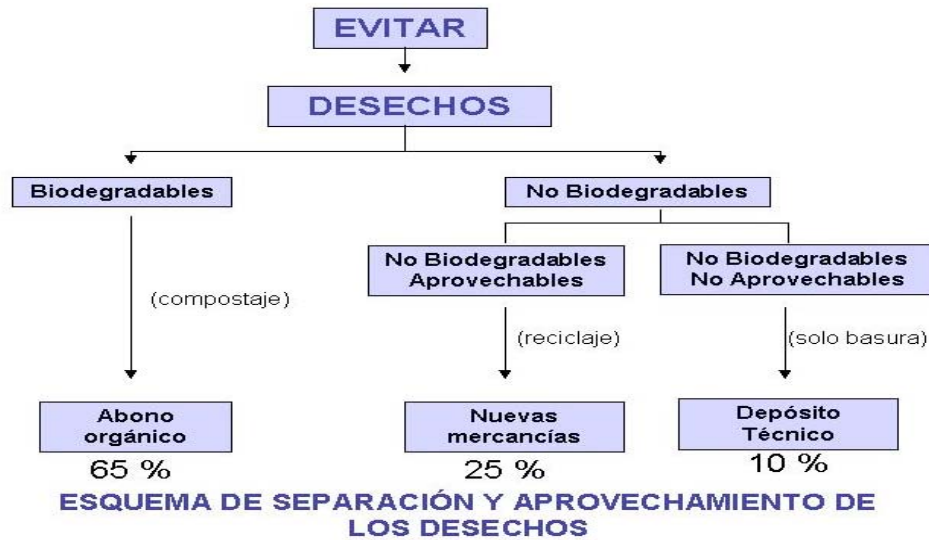 EVITAR
DESECHOS
Biodegradables
No Biodegradables
No Biodegradables
Aprovechables
No Biodegradables
No Aprovechables
(compostaje)
(reciclaje)
(solo basura)
Abono
orgánico
65 %
Nuevas
mercancías
25 %
Depósito
Técnico
10 %
ESQUEMA DE SEPARACIÓN Y APROVECHAMIENTO DE
LOS DESECHOS